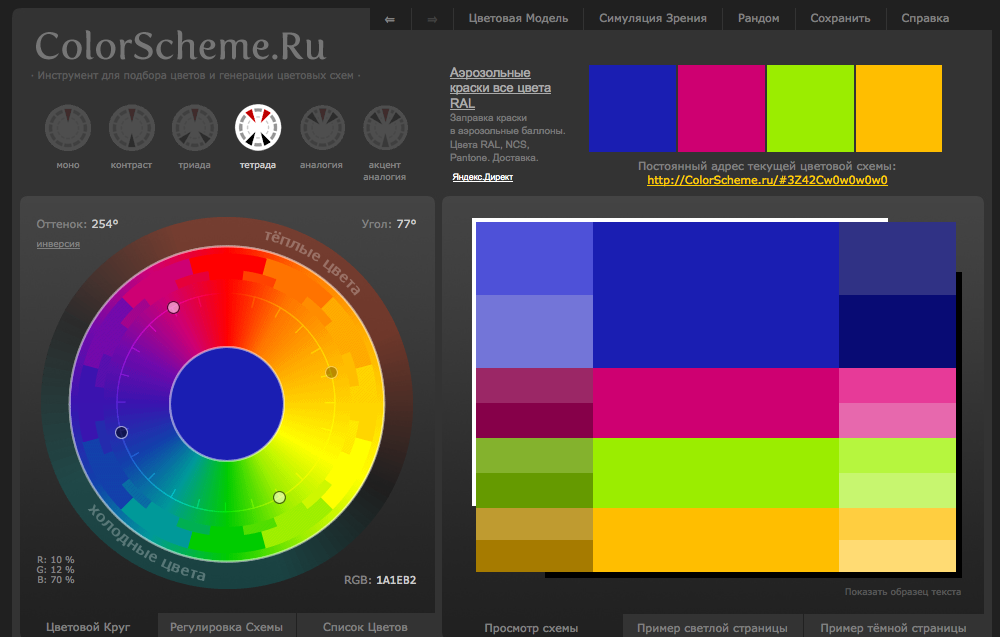 ⇐ ⇒ Цветовая Модель Симуляция Зрения Рандом Сохранить Справка
ColorScheme.Ru
· Инструмент для подбора цветов и генерации цветовых схем ·
моно контраст триада тетрада аналогия акцент
аналогия
Аэрозольные
краски все цвета
RAL
Заправка краски
в аэрозольные баллоны.
Цвета RAL, NCS,
Pantone. Доставка.
Яндекс.Директ
Постоянный адрес текущей цветовой схемы:
http://ColorScheme.ru/#3Z42Cw0w0w0w0
Оттенок: 254° Угол: 77°
инверсия
тёплые цвета
холодные цвета
R: 10 %
G: 12 %
B: 70 %
RGB: 1A1EB2
Цветовой Круг Регулировка Схемы Список Цветов
Показать образец текста
Просмотр схемы Пример светлой страницы Пример тёмной страницы